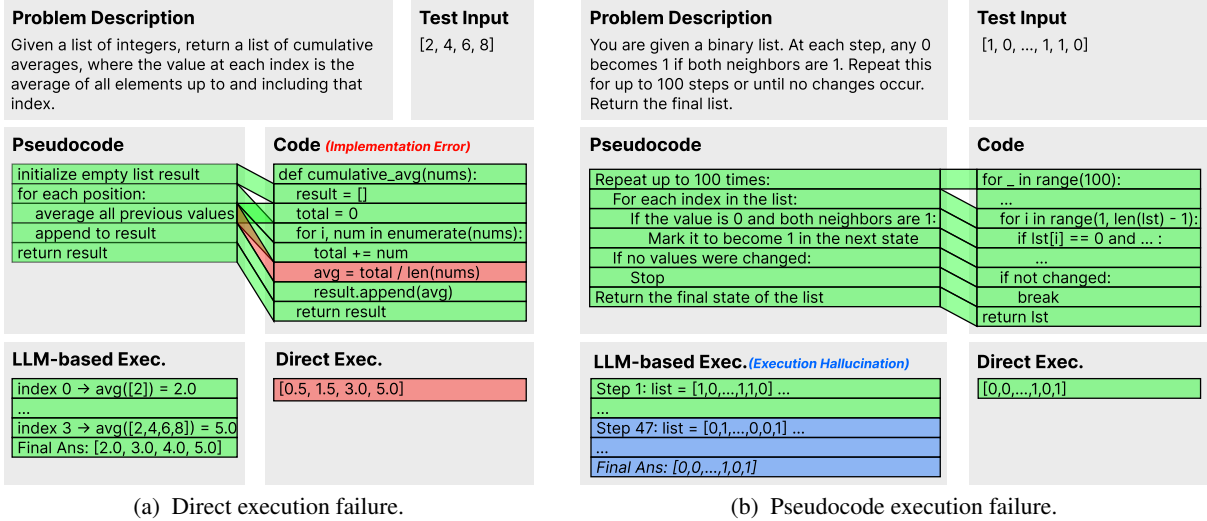 Problem Description
Given a list of integers, return a list of cumulative
averages, where the value at each index is the
average of all elements up to and including that
index.
Test Input
[2, 4, 6, 8]
Pseudocode
initialize empty list result
for each position:
average all previous values
append to result
return result
Code (Implementation Error)
def cumulative_avg(nums):
result = []
total = 0
for i, num in enumerate(nums):
total += num
avg = total / len(nums)
result.append(avg)
return result
LLM-based Exec.
index 0 → avg([2]) = 2.0
...
index 3 → avg([2,4,6,8]) = 5.0
Final Ans: [2.0, 3.0, 4.0, 5.0]
Direct Exec.
[0.5, 1.5, 3.0, 5.0]
(a) Direct execution failure.
Problem Description
You are given a binary list. At each step, any 0
becomes 1 if both neighbors are 1. Repeat this
for up to 100 steps or until no changes occur.
Return the final list.
Test Input
[1, 0, ..., 1, 1, 0]
Pseudocode
Repeat up to 100 times:
For each index in the list:
If the value is 0 and both neighbors are 1:
Mark it to become 1 in the next state
If no values were changed:
Stop
Return the final state of the list
Code
for _ in range(100):
...
for i in range(1, len(lst) - 1):
if lst[i] == 0 and ... :
...
if not changed:
break
return lst
LLM-based Exec.(Execution Hallucination)
Step 1: list = [1,0,...,1,1,0] ...
...
Step 47: list = [0,1,...,0,0,1] ...
...
Final Ans: [0,0,...,1,0,1]
Direct Exec.
[0,0,...,1,0,1]
(b) Pseudocode execution failure.